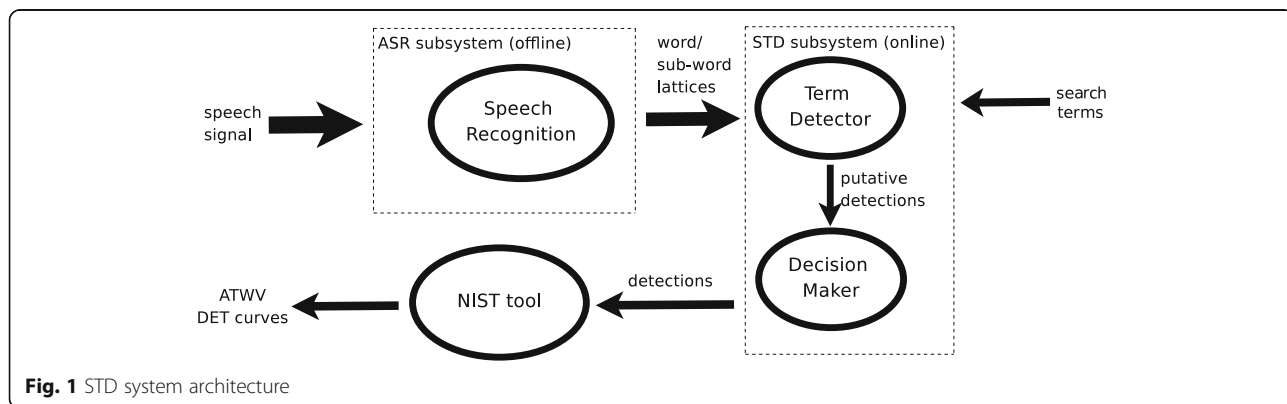 ASR subsystem (offline)
speech
signal
Speech
Recognition
word/
sub-word
lattices
STD subsystem (online)
Term
Detector
search
terms
putative
detections
Decision
Maker
detections
NIST tool
ATWV
DET curves
Fig. 1 STD system architecture